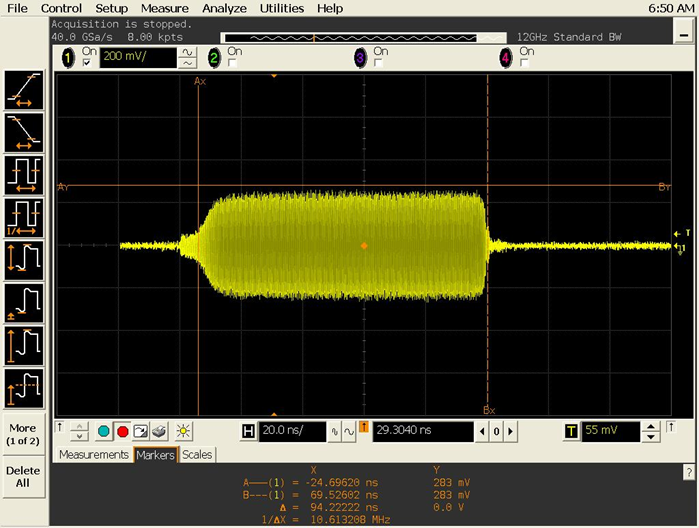 File Control Setup Measure Analyze Utilities Help 6:50 AM
Acquisition is stopped.
40.0 GSa/s 8.00 kpts 12GHz Standard BW
1 On 200 mV/ 2 On 3 On 4 On
Ax
Ay By
T
1
Bx
More
(1 of 2)
Delete
All
H 20.0 ns/ 29.3040 ns 0 T 55 mV
Measurements Markers Scales
?
X Y
A——(1) = -24.69620 ns 283 mV
B---(1) = 69.52602 ns 283 mV
Δ = 94.22222 ns 0.0 V
1/ΔX = 10.613208 MHz